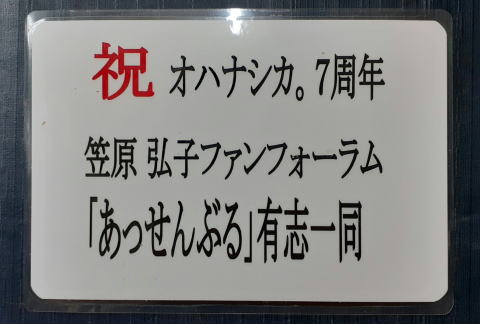 祝 オハナシカ。7周年
笠原 弘子ファンフォーラム
「あっせんぶる」有志一同